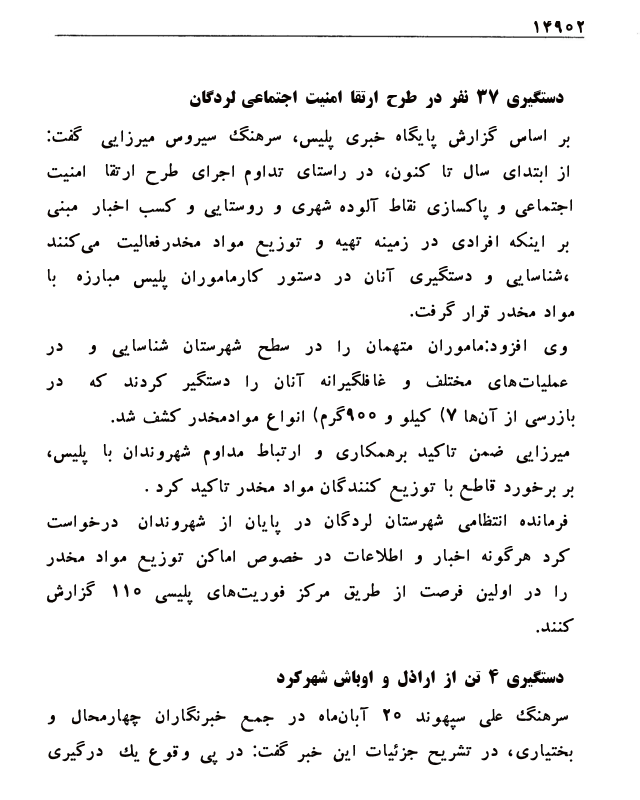 ۱۴۹۰۲
دستگیری ۳۷ نفر در طرح ارتقا امنیت اجتماعی لردگان
بر اساس گزارش پایگاه خبری پلیس، سرهنگ سیروس میرزایی گفت:
از ابتدای سال تا کنون، در راستای تداوم اجرای طرح ارتقا امنیت
اجتماعی و پاکسازی نقاط آلوده شهری و روستایی و کسب اخبار مبنی
بر اینکه افرادی در زمینه تهیه و توزیع مواد مخدرفعالیت می‌کنند
،شناسایی و دستگیری آنان در دستور کارماموران پلیس مبارزه با
مواد مخدر قرار گرفت.
وی افزود:ماموران متهمان را در سطح شهرستان شناسایی و در
عملیات‌های مختلف و غافلگیرانه آنان را دستگیر کردند که در
بازرسی از آن‌ها ۷) کیلو و ۹۰۰گرم) انواع موادمخدر کشف شد.
میرزایی ضمن تاکید برهمکاری و ارتباط مداوم شهروندان با پلیس،
بر برخورد قاطع با توزیع کنندگان مواد مخدر تاکید کرد .
فرمانده انتظامی شهرستان لردگان در پایان از شهروندان درخواست
کرد هرگونه اخبار و اطلاعات در خصوص اماکن توزیع مواد مخدر
را در اولین فرصت از طریق مرکز فوریت‌های پلیسی ۱۱۰ گزارش
کنند.
دستگیری ۴ تن از اراذل و اوباش شهرکرد
سرهنگ علی سپهوند ۲۰ آبان‌ماه در جمع خبرنگاران چهارمحال و
بختیاری، در تشریح جزئیات این خبر گفت: در پی وقوع یك درگیری